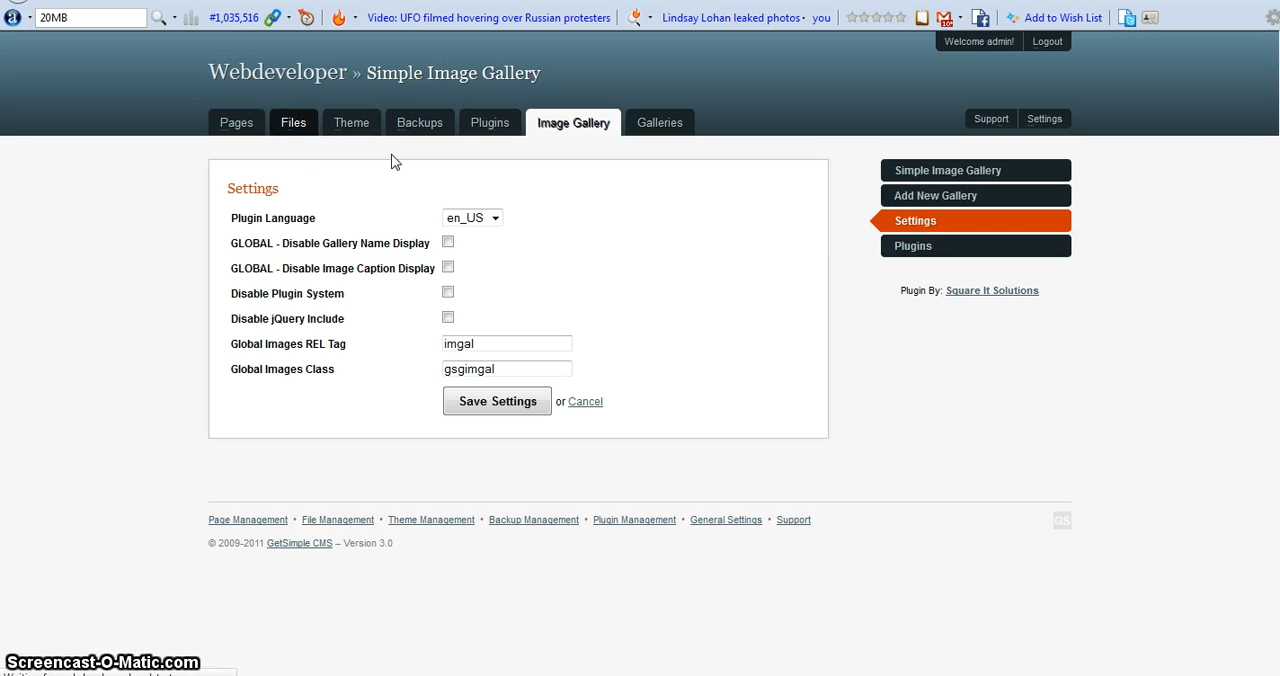 20MB #1,035,516 Video: UFO filmed hovering over Russian protesters Lindsay Lohan leaked photos· you Add to Wish List
Welcome admin! Logout
Webdeveloper » Simple Image Gallery
Pages Files Theme Backups Plugins Image Gallery Galleries Support Settings
Settings
Plugin Language en_US
GLOBAL - Disable Gallery Name Display
GLOBAL - Disable Image Caption Display
Disable Plugin System
Disable jQuery Include
Global Images REL Tag imgal
Global Images Class gsgimgal
Save Settings or Cancel
Simple Image Gallery
Add New Gallery
Settings
Plugins
Plugin By: Square It Solutions
Page Management • File Management • Theme Management • Backup Management • Plugin Management • General Settings • Support
GS
© 2009-2011 GetSimple CMS – Version 3.0
Screencast-O-Matic.com